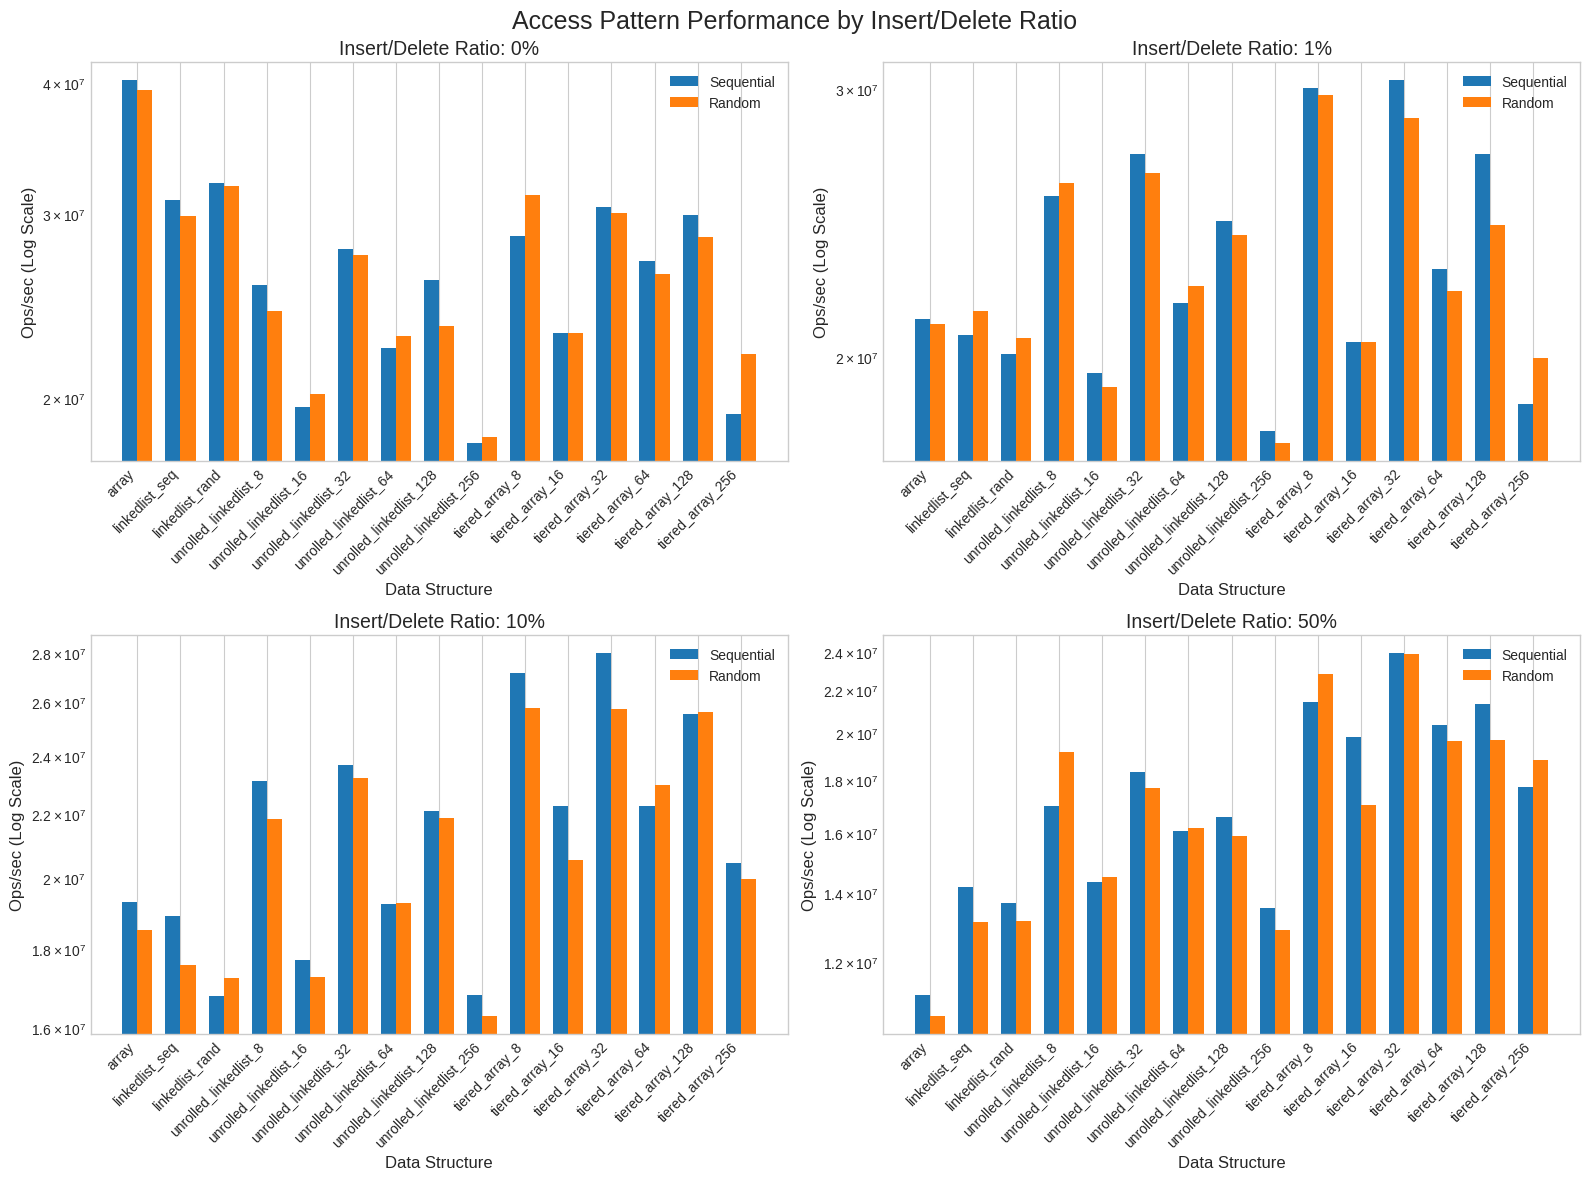 Access Pattern Performance by Insert/Delete Ratio
Insert/Delete Ratio: 0%
Ops/sec (Log Scale)
4 × 10⁷
3 × 10⁷
2 × 10⁷
Sequential
Random
array
linkedlist_seq
linkedlist_rand
unrolled_linkedlist_8
unrolled_linkedlist_16
unrolled_linkedlist_32
unrolled_linkedlist_64
unrolled_linkedlist_128
unrolled_linkedlist_256
tiered_array_8
tiered_array_16
tiered_array_32
tiered_array_64
tiered_array_128
tiered_array_256
Data Structure
Insert/Delete Ratio: 1%
Ops/sec (Log Scale)
3 × 10⁷
2 × 10⁷
Sequential
Random
array
linkedlist_seq
linkedlist_rand
unrolled_linkedlist_8
unrolled_linkedlist_16
unrolled_linkedlist_32
unrolled_linkedlist_64
unrolled_linkedlist_128
unrolled_linkedlist_256
tiered_array_8
tiered_array_16
tiered_array_32
tiered_array_64
tiered_array_128
tiered_array_256
Data Structure
Insert/Delete Ratio: 10%
Ops/sec (Log Scale)
2.8 × 10⁷
2.6 × 10⁷
2.4 × 10⁷
2.2 × 10⁷
2 × 10⁷
1.8 × 10⁷
1.6 × 10⁷
Sequential
Random
array
linkedlist_seq
linkedlist_rand
unrolled_linkedlist_8
unrolled_linkedlist_16
unrolled_linkedlist_32
unrolled_linkedlist_64
unrolled_linkedlist_128
unrolled_linkedlist_256
tiered_array_8
tiered_array_16
tiered_array_32
tiered_array_64
tiered_array_128
tiered_array_256
Data Structure
Insert/Delete Ratio: 50%
Ops/sec (Log Scale)
2.4 × 10⁷
2.2 × 10⁷
2 × 10⁷
1.8 × 10⁷
1.6 × 10⁷
1.4 × 10⁷
1.2 × 10⁷
Sequential
Random
array
linkedlist_seq
linkedlist_rand
unrolled_linkedlist_8
unrolled_linkedlist_16
unrolled_linkedlist_32
unrolled_linkedlist_64
unrolled_linkedlist_128
unrolled_linkedlist_256
tiered_array_8
tiered_array_16
tiered_array_32
tiered_array_64
tiered_array_128
tiered_array_256
Data Structure